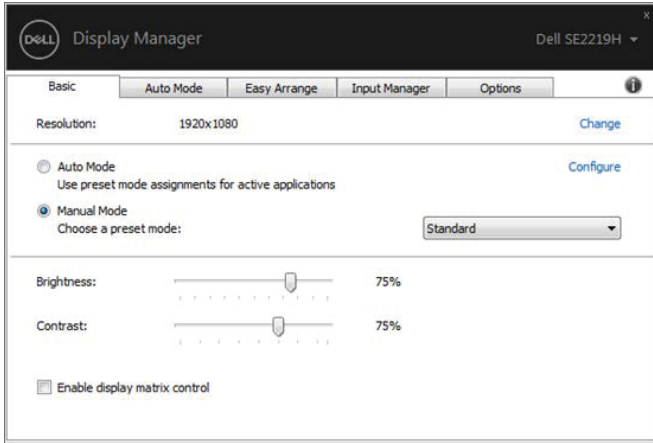 DELL Display Manager
Dell SE2219H
x
Basic Auto Mode Easy Arrange Input Manager Options i
Resolution: 1920x1080 Change
Auto Mode Configure
Use preset mode assignments for active applications
Manual Mode
Choose a preset mode: Standard
Brightness: 75%
Contrast: 75%
Enable display matrix control